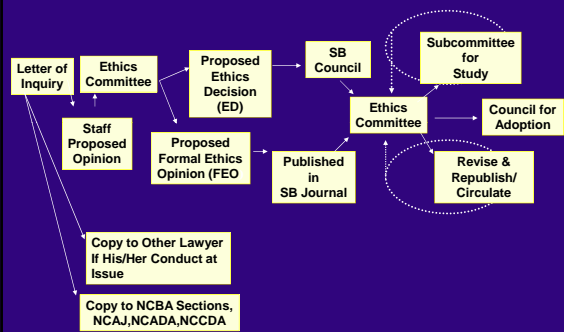 Letter of
Inquiry
Ethics
Committee
Staff
Proposed
Opinion
Proposed
Ethics
Decision
(ED)
Proposed
Formal Ethics
Opinion (FEO
SB
Council
Published
in
SB Journal
Ethics
Committee
Subcommittee
for
Study
Council for
Adoption
Revise &
Republish/
Circulate
Copy to Other Lawyer
If His/Her Conduct at
Issue
Copy to NCBA Sections,
NCAJ,NCADA,NCCDA